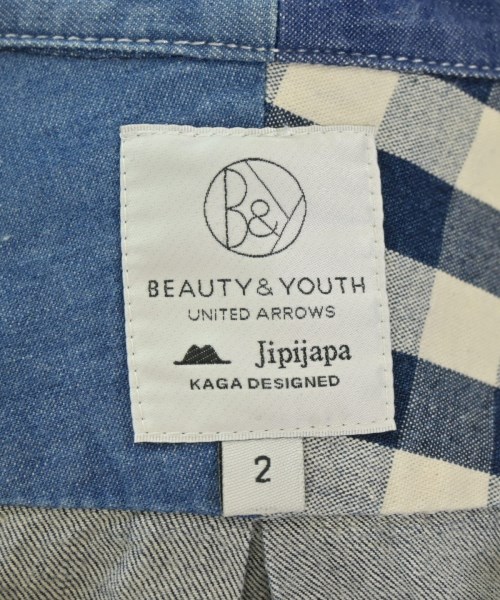 B&Y
BEAUTY & YOUTH
UNITED ARROWS
Jipijapa
KAGA DESIGNED
2